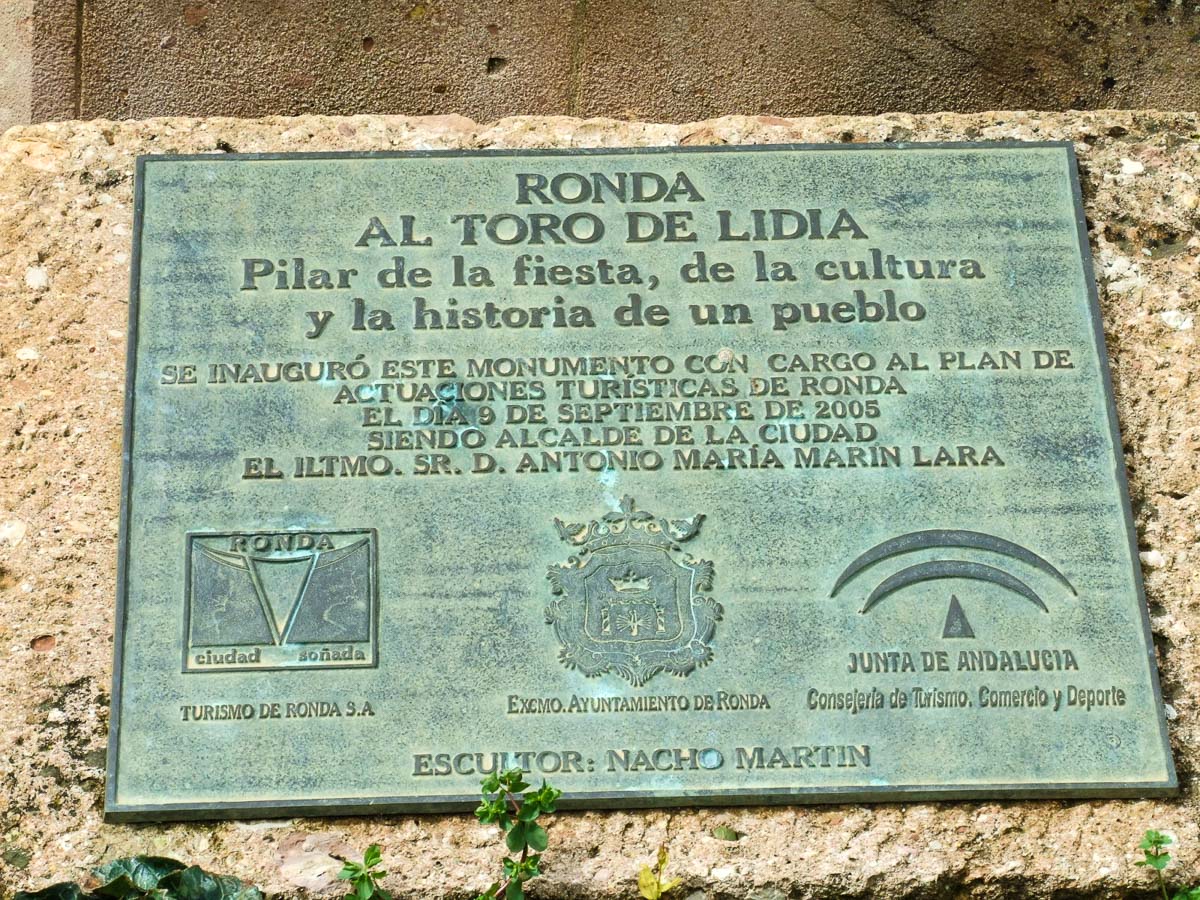 RONDA
AL TORO DE LIDIA
Pilar de la fiesta, de la cultura
y la historia de un pueblo
SE INAUGURÓ ESTE MONUMENTO CON CARGO AL PLAN DE
ACTUACIONES TURÍSTICAS DE RONDA
EL DÍA 9 DE SEPTIEMBRE DE 2005
SIENDO ALCALDE DE LA CIUDAD
EL ILTMO. SR. D. ANTONIO MARÍA MARIN LARA
RONDA
ciudad soñada
TURISMO DE RONDA S.A
EXCMO. AYUNTAMIENTO DE RONDA
JUNTA DE ANDALUCIA
Consejería de Turismo. Comercio y Deporte
ESCULTOR: NACHO MARTIN